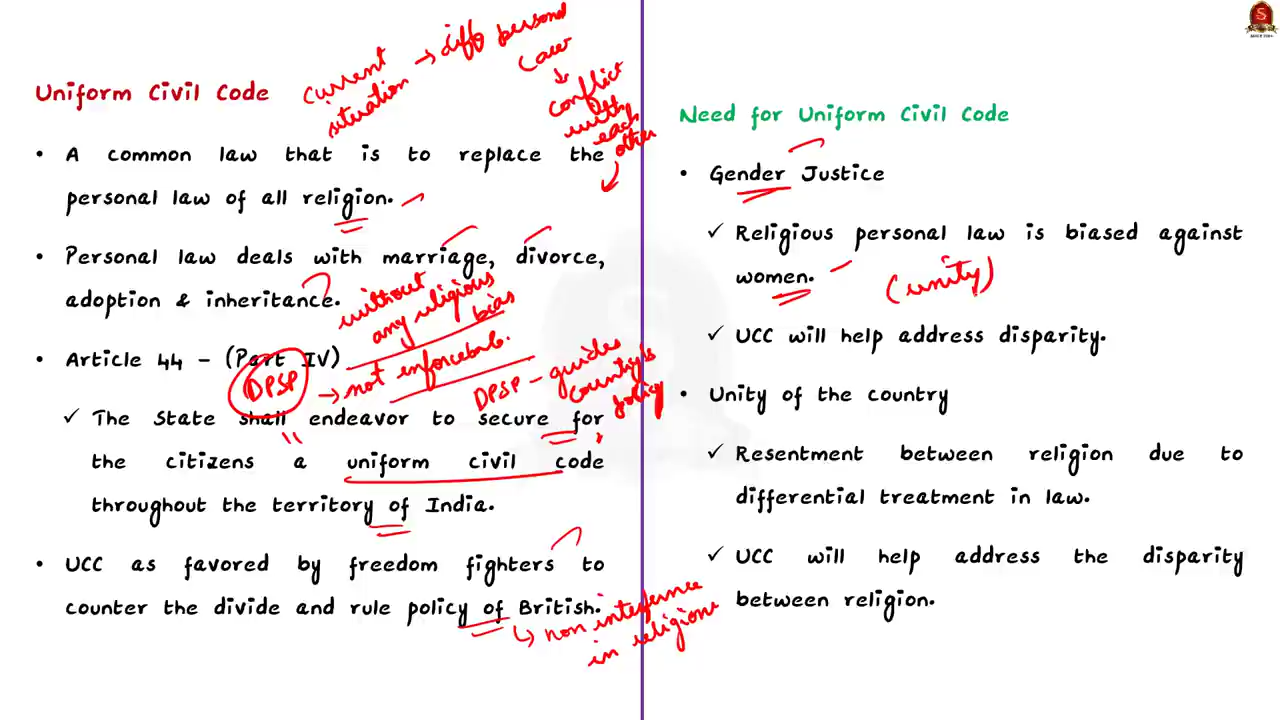 Uniform Civil Code
current
situation
→ diff personal
law
conflict
with
each
other
• A common law that is to replace the
personal law of all religion.
• Personal law deals with marriage, divorce,
adoption & inheritance.
without
any religious
bias
• Article 44 - (Part IV)
DPSP
→ not enforceable.
DPSP - guides
country's
policy
✓ The State shall endeavor to secure for
the citizens a uniform civil code
throughout the territory of India.
• UCC as favored by freedom fighters to
counter the divide and rule policy of British.
↳ non interference
in religions
Need for Uniform Civil Code
• Gender Justice
✓ Religious personal law is biased against
women.
(unity)
✓ UCC will help address disparity.
• Unity of the country
✓ Resentment between religion due to
differential treatment in law.
✓ UCC will help address the disparity
between religion.